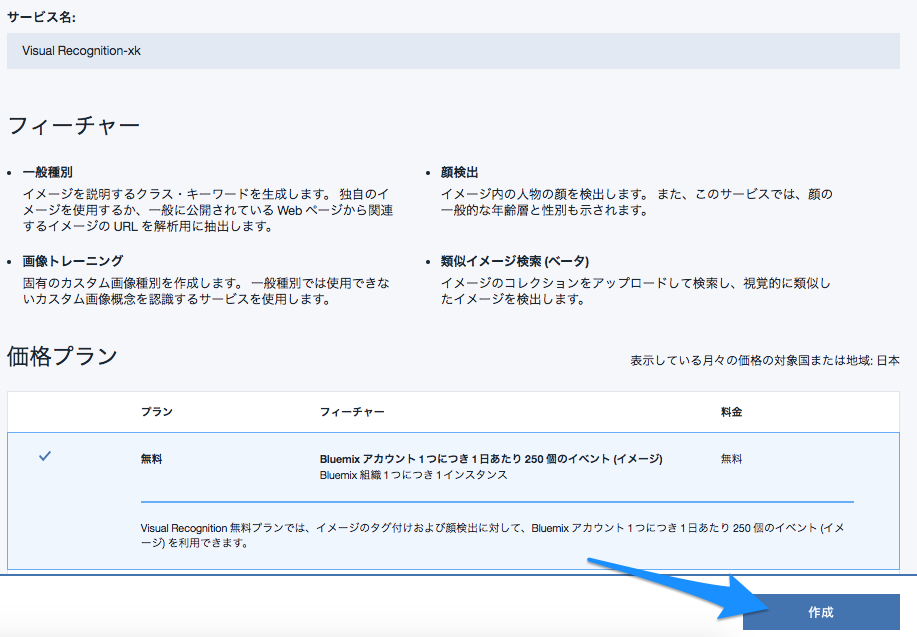 サービス名:
Visual Recognition-xk
フィーチャー
一般種別
イメージを説明するクラス・キーワードを生成します。 独自のイ
メージを使用するか、一般に公開されている Web ページから関連
するイメージの URL を解析用に抽出します。
顔検出
イメージ内の人物の顔を検出します。 また、このサービスでは、顔の
一般的な年齢層と性別も示されます。
画像トレーニング
固有のカスタム画像種別を作成します。 一般種別では使用できな
いカスタム画像概念を認識するサービスを使用します。
類似イメージ検索 (ベータ)
イメージのコレクションをアップロードして検索し、視覚的に類似し
たイメージを検出します。
価格プラン
表示している月々の価格の対象国または地域: 日本
プラン フィーチャー 料金
無料 Bluemix アカウント 1 つにつき 1 日あたり 250 個のイベント (イメージ) 無料
Bluemix 組織 1 つにつき 1 インスタンス
Visual Recognition 無料プランでは、イメージのタグ付けおよび顔検出に対して、Bluemix アカウント 1 つにつき 1 日あたり 250 個のイベント (イメ
ージ) を利用できます。
作成